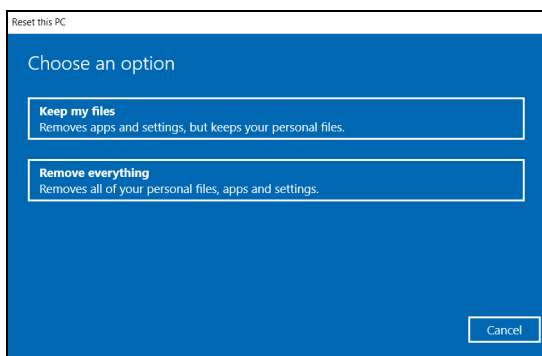 Reset this PC
Choose an option
Keep my files
Removes apps and settings, but keeps your personal files.
Remove everything
Removes all of your personal files, apps and settings.
Cancel